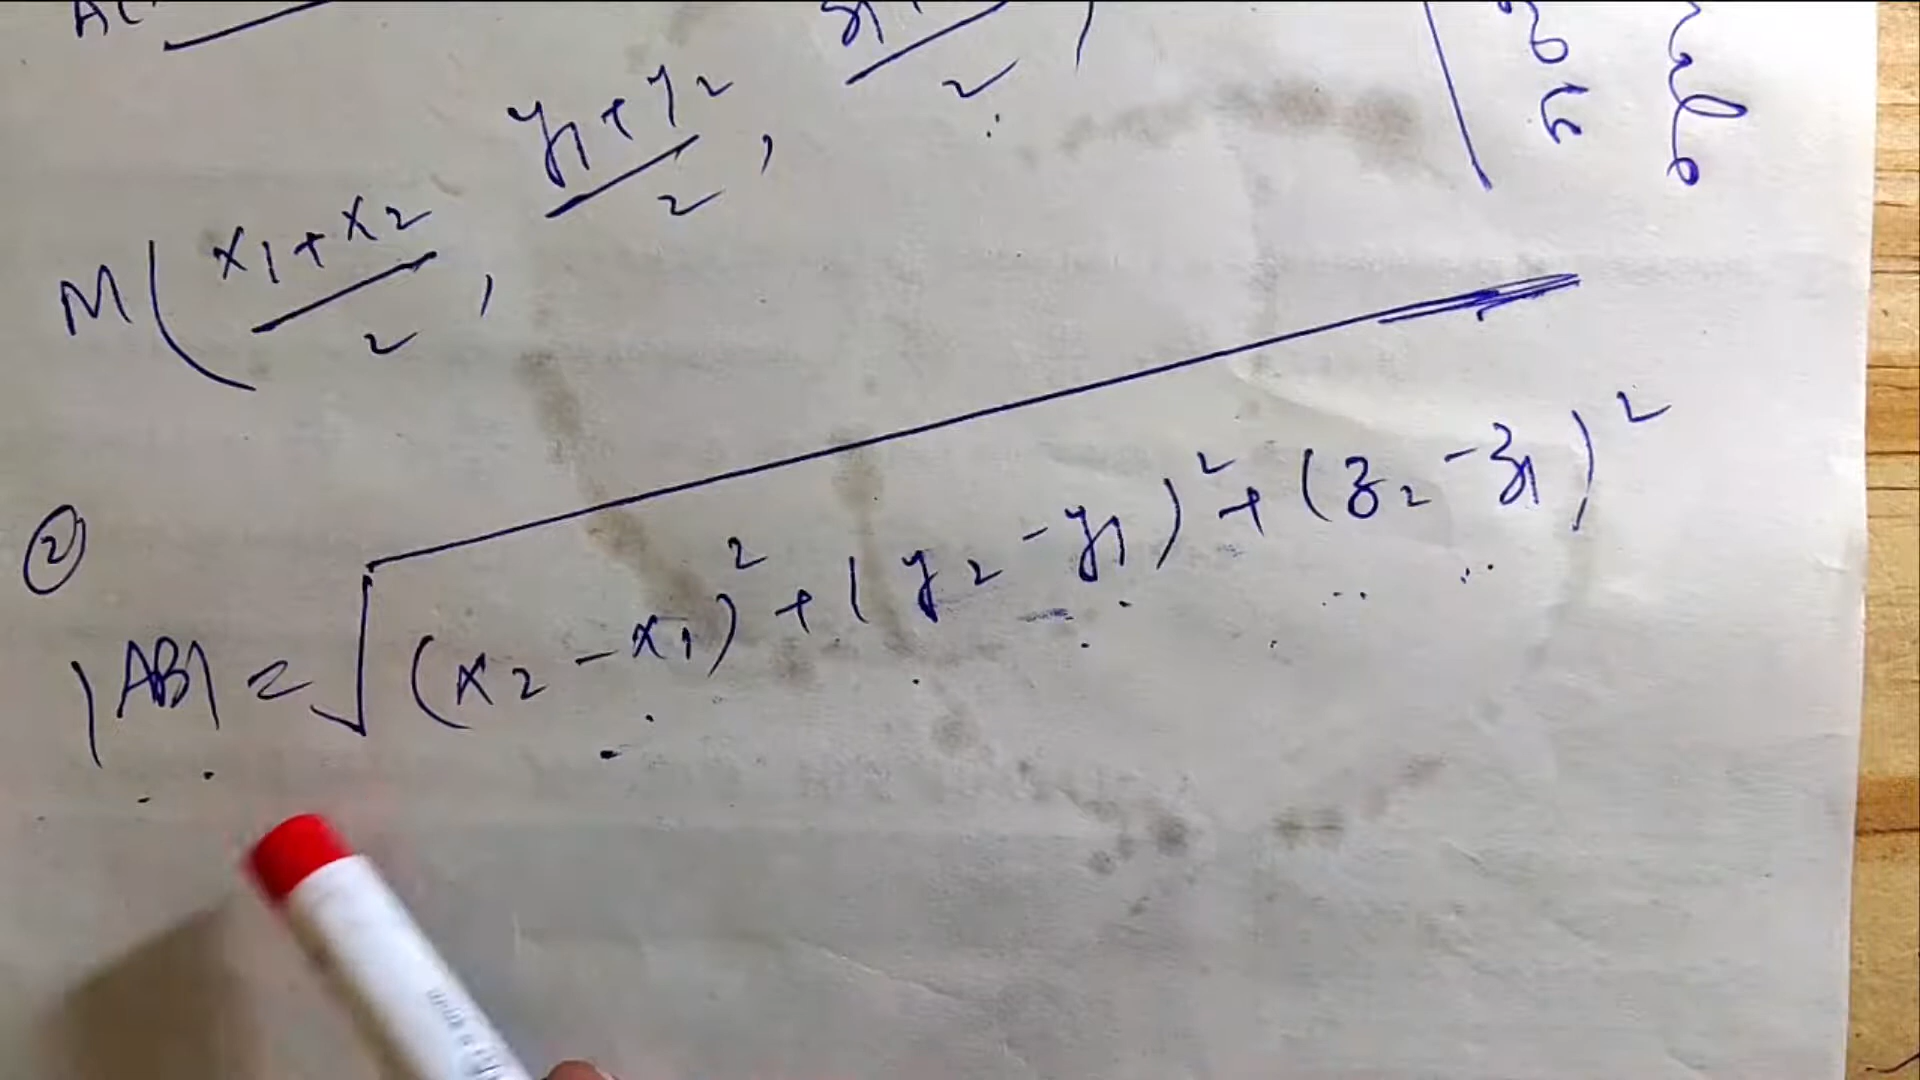 M(x₁+x₂/2, y₁+y₂/2,
②
|AB| = √(x₂-x₁)²+(y₂-y₁)²+(z₂-z₁)²